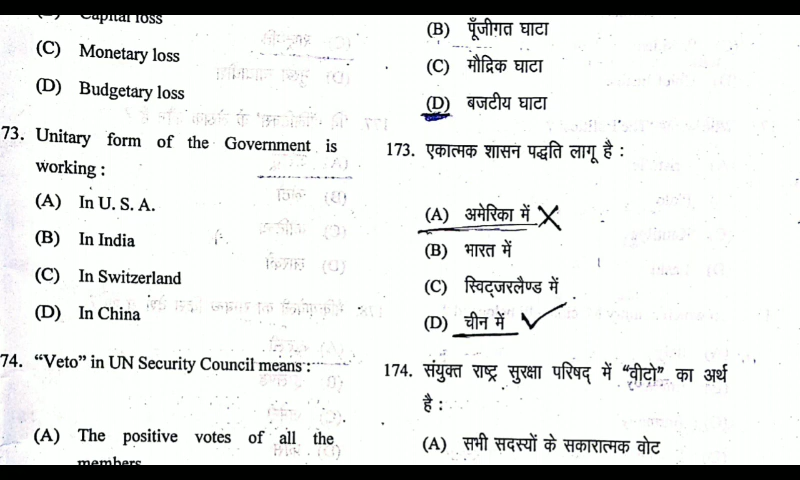 Capital loss
(C) Monetary loss
(D) Budgetary loss
73. Unitary form of the Government is
working :
(A) In U. S. A.
(B) In India
(C) In Switzerland
(D) In China
74. “Veto” in UN Security Council means :
(A) The positive votes of all the
members
(B) पूँजीगत घाटा
(C) मौद्रिक घाटा
(D) बजटीय घाटा
173. एकात्मक शासन पद्धति लागू है :
(A) अमेरिका में
(B) भारत में
(C) स्विट्जरलैण्ड में
(D) चीन में
174. संयुक्त राष्ट्र सुरक्षा परिषद् में “वीटो” का अर्थ
है :
(A) सभी सदस्यों के सकारात्मक वोट